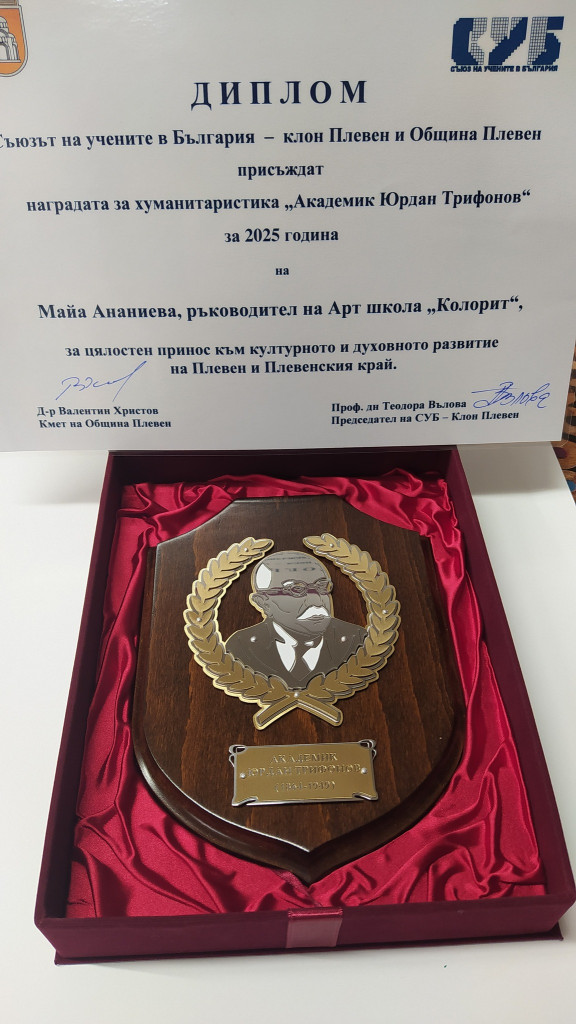 СУБ
СЪЮЗ НА УЧЕНИТЕ В БЪЛГАРИЯ
ДИПЛОМ
Съюзът на учените в България – клон Плевен и Община Плевен
присъждат
наградата за хуманитаристика „Академик Юрдан Трифонов“
за 2025 година
на
Майа Ананиева, ръководител на Арт школа „Колорит“,
за цялостен принос към културното и духовното развитие
на Плевен и Плевенския край.
Д-р Валентин Христов
Кмет на Община Плевен
Проф. дн Теодора Вълова
Председател на СУБ – Клон Плевен
АКАДЕМИК
ЮРДАН ТРИФОНОВ